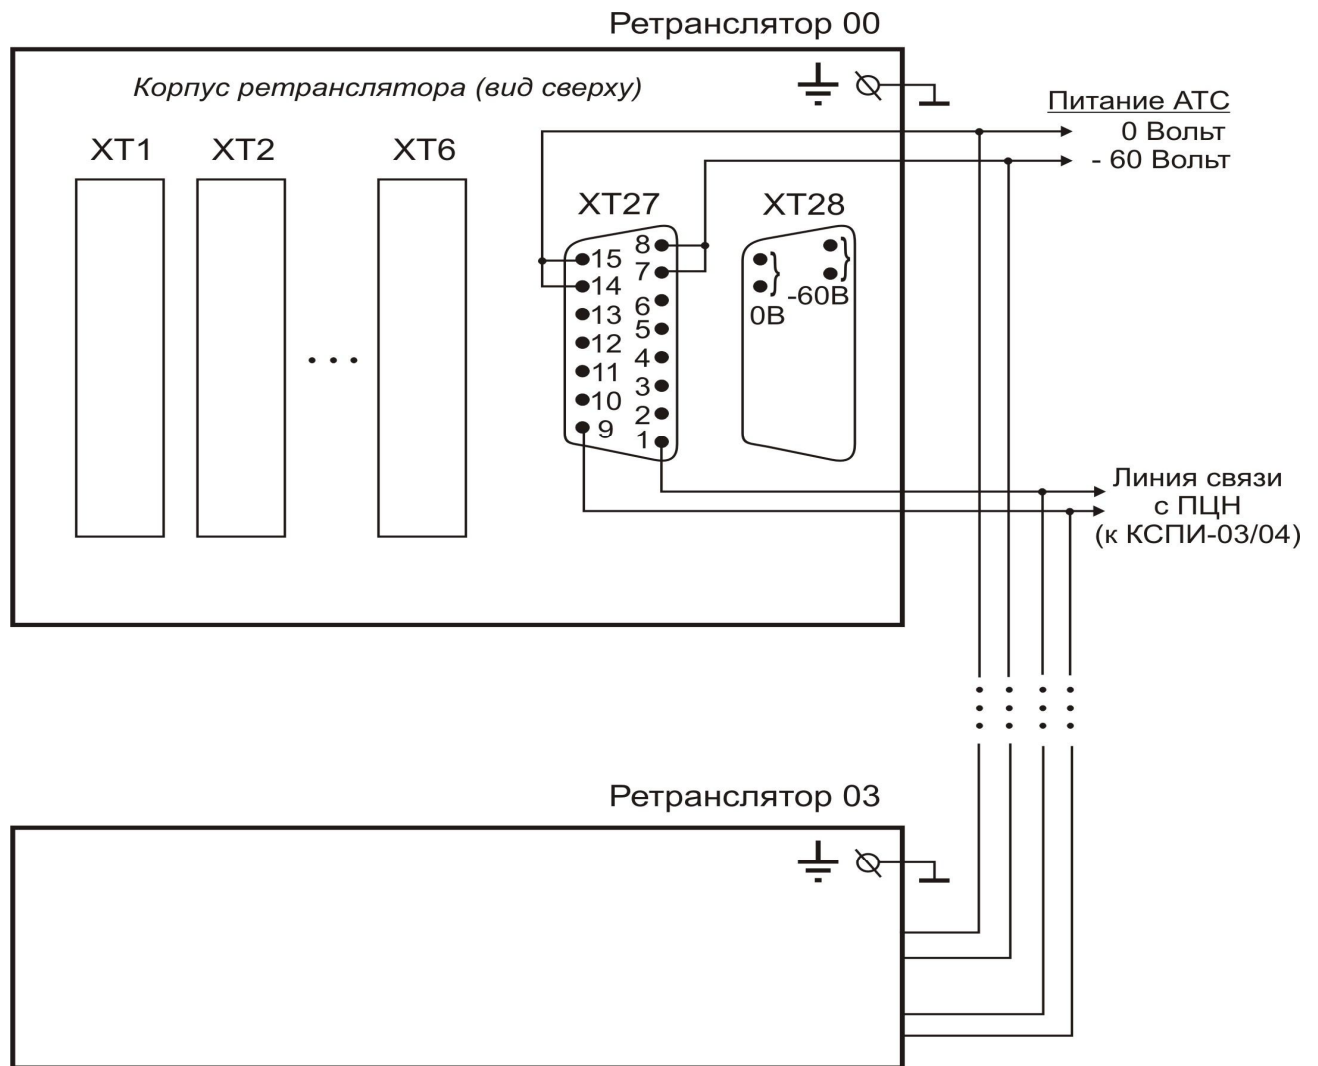 Ретранслятор 00
Корпус ретранслятора (вид сверху)
Питание АТС
0 Вольт
- 60 Вольт
XT1 XT2 XT6
XT27 XT28
8
15
7
14
6
13
5
12
4
11
3
10
2
9
1
-60В
0В
Линия связи
с ПЦН
(к КСПИ-03/04)
Ретранслятор 03